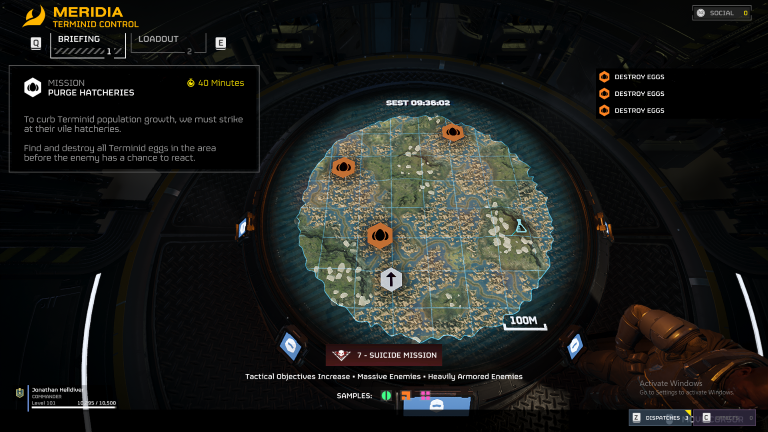 MERIDIA
TERMINID CONTROL
SOCIAL 0
Q BRIEFING 1 LOADOUT 2 E
MISSION
PURGE HATCHERIES
40 Minutes
To curb Terminid population growth, we must strike
at their vile hatcheries.
Find and destroy all Terminid eggs in the area
before the enemy has a chance to react.
DESTROY EGGS
DESTROY EGGS
DESTROY EGGS
SEST 09:36:02
100M
7 - SUICIDE MISSION
Tactical Objectives Increase • Massive Enemies • Heavily Armored Enemies
SAMPLES:
Jonathan Helldiver
COMMANDER
Level 101
Activate Windows
Go to Settings to activate Windows.
Z DISPATCHES 3
C
0